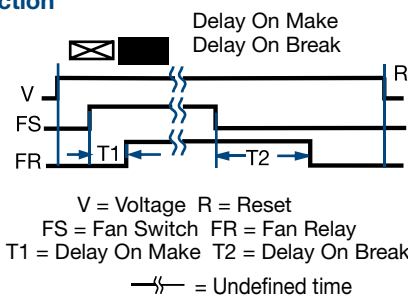 Delay On Make
Delay On Break
V
R
FS
FR
T1
T2
V = Voltage R = Reset
FS = Fan Switch FR = Fan Relay
T1 = Delay On Make T2 = Delay On Break
= Undefined time